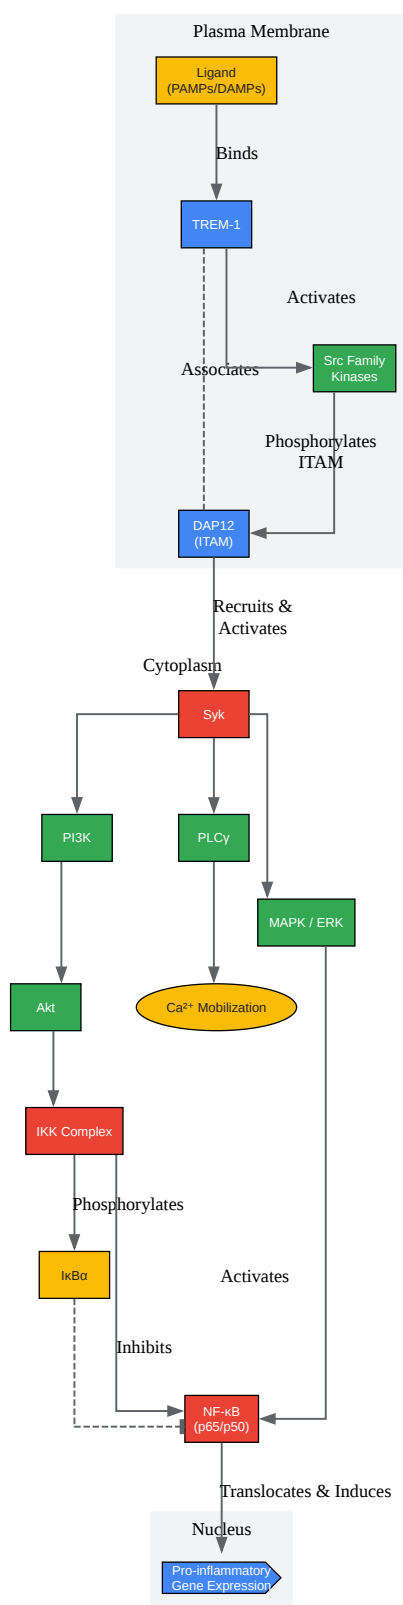 Plasma Membrane
Ligand
(PAMPs/DAMPs)
Binds
TREM-1
Activates
Src Family
Kinases
Associates
Phosphorylates
ITAM
DAP12
(ITAM)
Recruits &
Activates
Cytoplasm
Syk
PI3K
PLCγ
MAPK / ERK
Akt
Ca²⁺ Mobilization
IKK Complex
Phosphorylates
IκBα
Activates
Inhibits
NF-κB
(p65/p50)
Translocates & Induces
Nucleus
Pro-inflammatory
Gene Expression